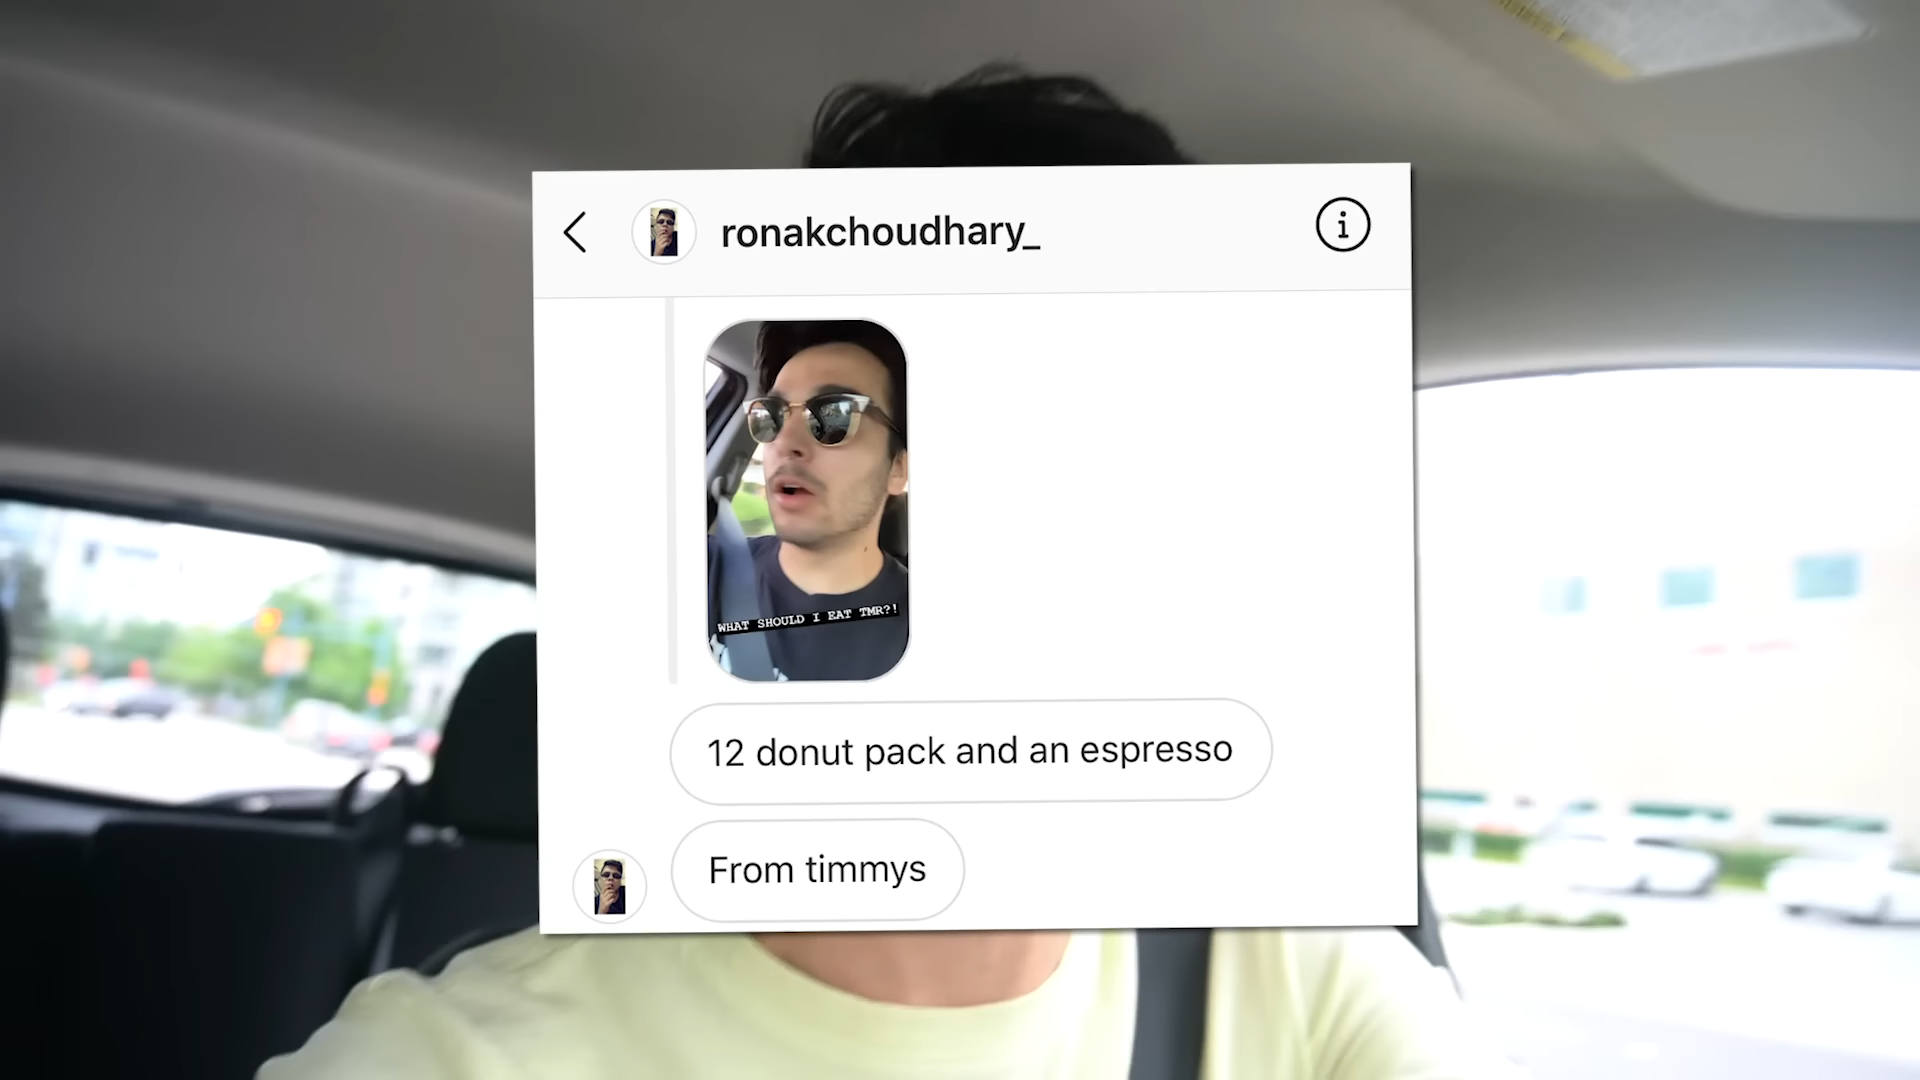 ronakchoudhary_
WHAT SHOULD I EAT TMR?!
12 donut pack and an espresso
From timmys